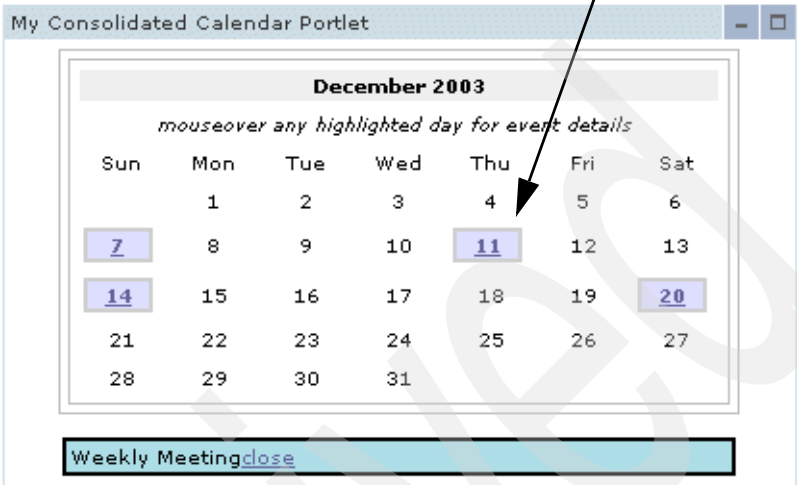 My Consolidated Calendar Portlet
December 2003
mouseover any highlighted day for event details
Sun Mon Tue Wed Thu Fri Sat
1 2 3 4 5 6
7 8 9 10 11 12 13
14 15 16 17 18 19 20
21 22 23 24 25 26 27
28 29 30 31
Weekly Meetingclose